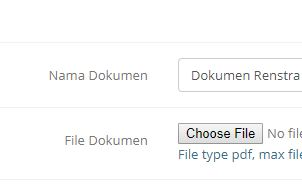 Nama Dokumen Dokumen Renstra
File Dokumen Choose File No file
File type pdf, max file